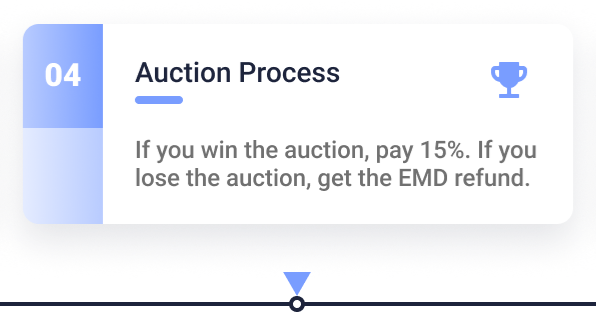 04
Auction Process
If you win the auction, pay 15%. If you
lose the auction, get the EMD refund.